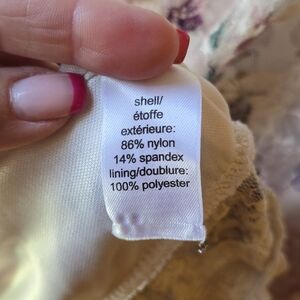 shell/
étoffe
extérieure:
86% nylon
14% spandex
lining/doublure:
100% polyester